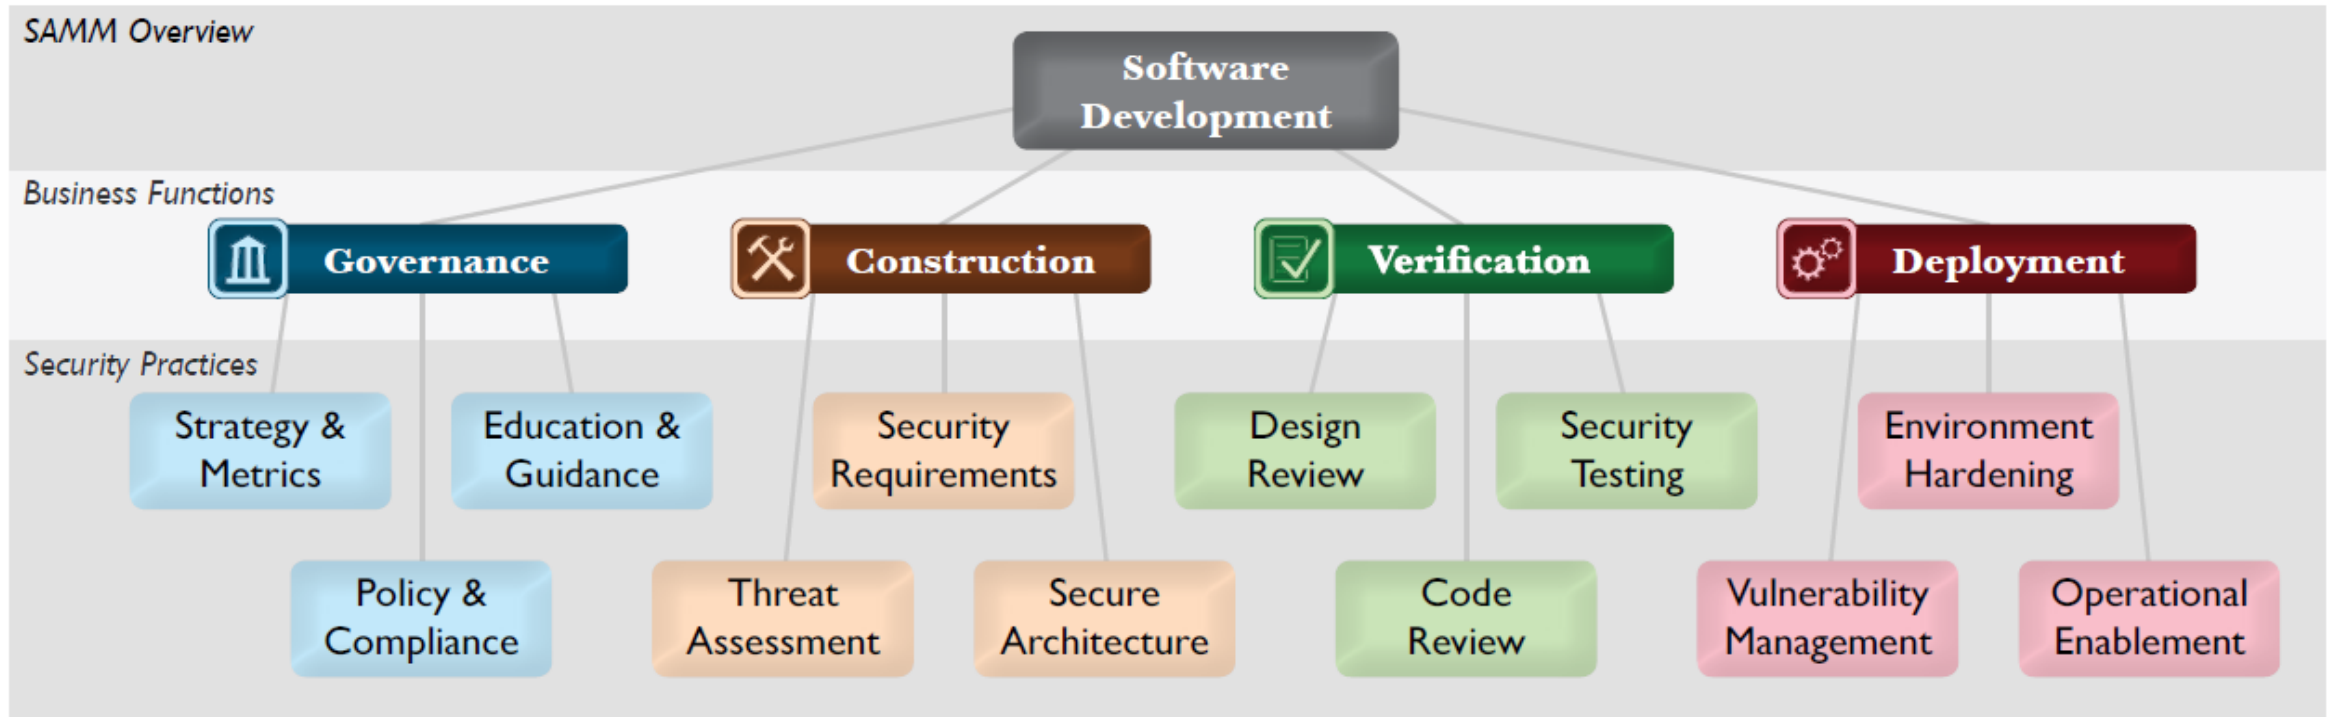 SAMM Overview
Software
Development
Business Functions
Governance
Construction
Verification
Deployment
Security Practices
Strategy &
Metrics
Education &
Guidance
Security
Requirements
Design
Review
Security
Testing
Environment
Hardening
Policy &
Compliance
Threat
Assessment
Secure
Architecture
Code
Review
Vulnerability
Management
Operational
Enablement